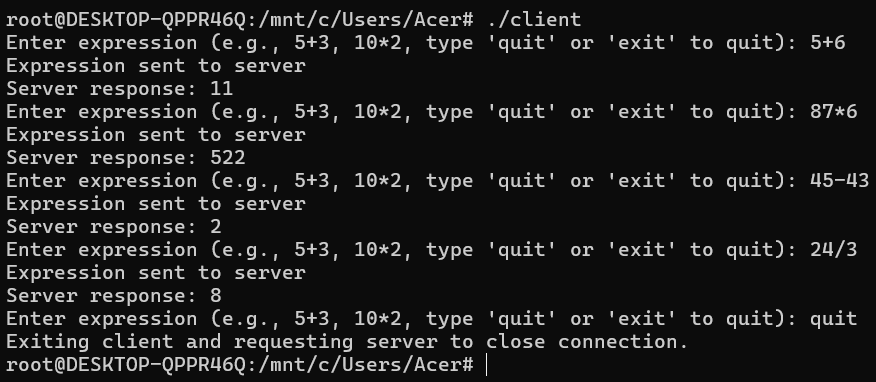 root@DESKTOP-QPPR46Q:/mnt/c/Users/Acer# ./client
Enter expression (e.g., 5+3, 10*2, type 'quit' or 'exit' to quit): 5+6
Expression sent to server
Server response: 11
Enter expression (e.g., 5+3, 10*2, type 'quit' or 'exit' to quit): 87*6
Expression sent to server
Server response: 522
Enter expression (e.g., 5+3, 10*2, type 'quit' or 'exit' to quit): 45-43
Expression sent to server
Server response: 2
Enter expression (e.g., 5+3, 10*2, type 'quit' or 'exit' to quit): 24/3
Expression sent to server
Server response: 8
Enter expression (e.g., 5+3, 10*2, type 'quit' or 'exit' to quit): quit
Exiting client and requesting server to close connection.
root@DESKTOP-QPPR46Q:/mnt/c/Users/Acer#